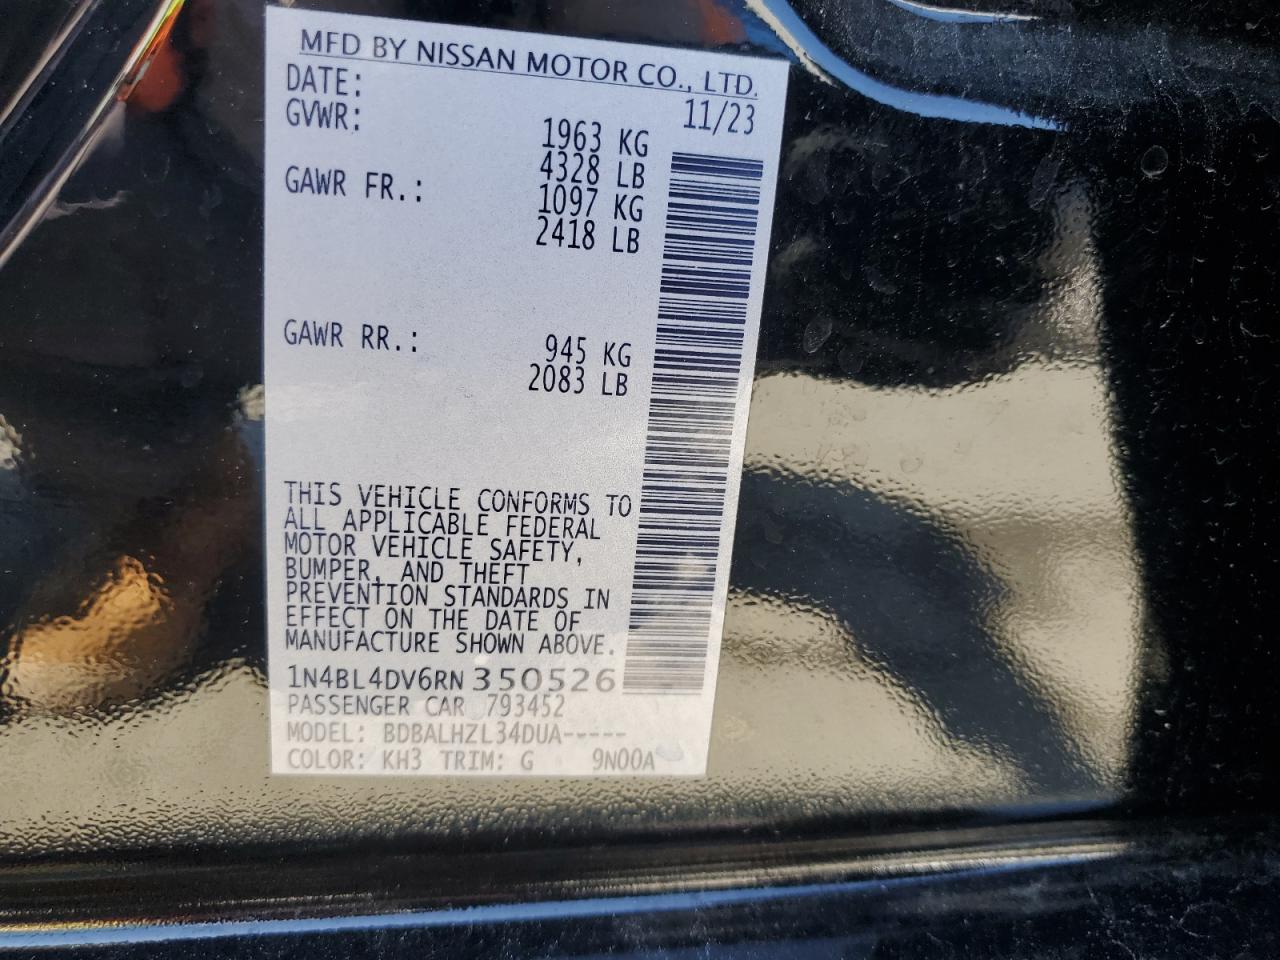 MFD BY NISSAN MOTOR CO., LTD.
DATE: 11/23
GVWR: 1963 KG
4328 LB
GAWR FR.: 1097 KG
2418 LB
GAWR RR.: 945 KG
2083 LB
THIS VEHICLE CONFORMS TO
ALL APPLICABLE FEDERAL
MOTOR VEHICLE SAFETY,
BUMPER, AND THEFT
PREVENTION STANDARDS IN
EFFECT ON THE DATE OF
MANUFACTURE SHOWN ABOVE.
1N4BL4DV6RN350526
PASSENGER CAR 793452
MODEL: BDBALHZL34DUA-----
COLOR: KH3 TRIM: G 9N00A